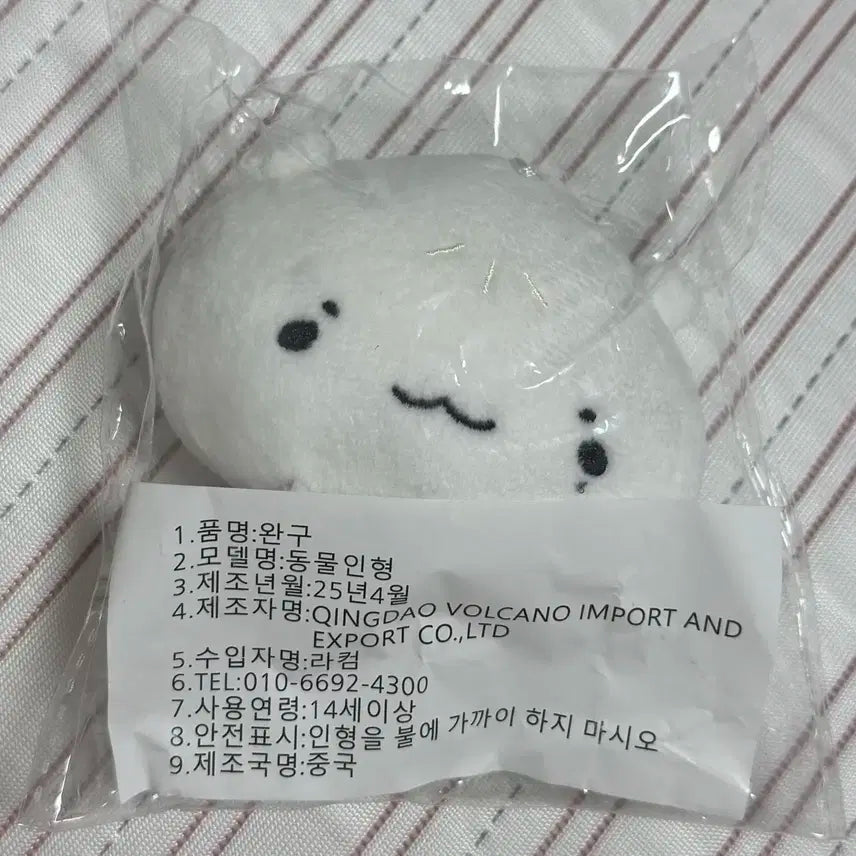 1.품명:완구
2.모델명:동물인형
3.제조년월:25년4월
4.제조자명:QINGDAO VOLCANO IMPORT AND
EXPORT CO.,LTD
5.수입자명:라컴
6.TEL:010-6692-4300
7.사용연령:14세이상
8.안전표시:인형을 불에 가까이 하지 마시오
9.제조국명:중국